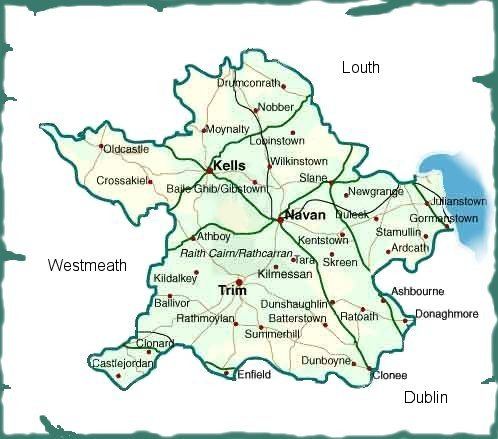 Louth
Drumconrath
Nobber
Moynalty
Lobinstown
Oldcastle
Kells
Wilkinstown
Crossakiel
Baile Ghib/Gibstown
Slane
Newgrange
Julianstown
Navan
Duleek
Gormanstown
Athboy
Kentstown
Stamullin
Raith Cairn/Rathcarran
Ardcath
Westmeath
Tara
Skreen
Kildalkey
Kilmessan
Trim
Ashbourne
Ballivor
Dunshaughlin
Rathmolyan
Batterstown
Ratoath
Donaghmore
Summerhill
Clonard
Castlejordan
Dunboyne
Enfield
Clonee
Dublin